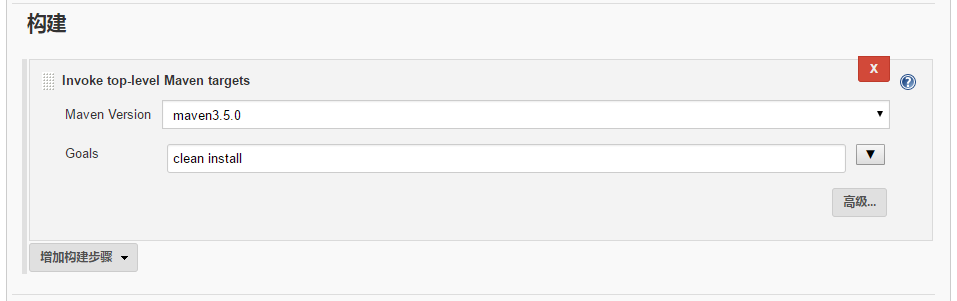 构建
Invoke top-level Maven targets
X
?
Maven Version
maven3.5.0
Goals
clean install
高级...
增加构建步骤